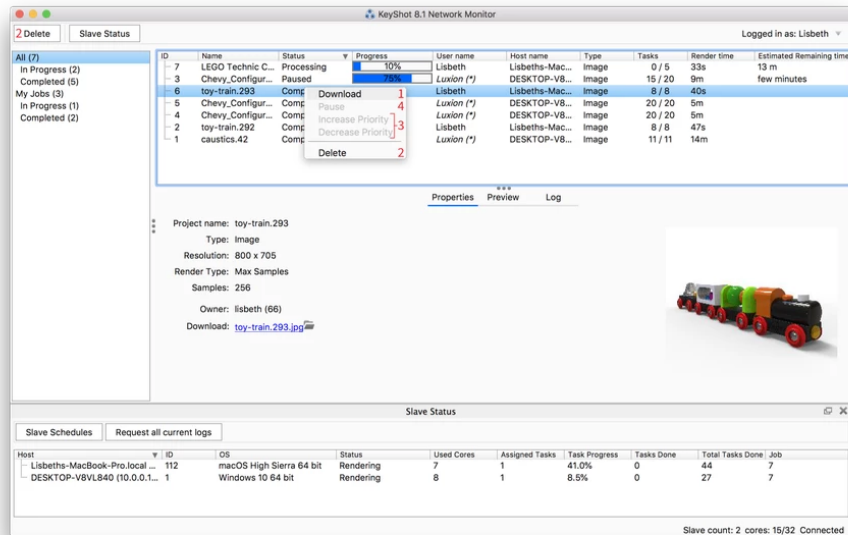 KeyShot 8.1 Network Monitor
2 Delete Slave Status Logged in as: Lisbeth
All (7)
In Progress (2)
Completed (5)
My Jobs (3)
In Progress (1)
Completed (2)
ID Name Status Progress User name Host name Type Tasks Render time Estimated Remaining time
7 LEGO Technic C... Processing 10% Lisbeth Lisbeths-Mac... Image 0 / 5 33s 13 m
3 Chevy_Configur... Paused 75% Luxion (*) DESKTOP-V8... Image 15 / 20 9m few minutes
6 toy-train.293 Comp Lisbeth Lisbeths-Mac... Image 8 / 8 40s
5 Chevy_Configur... Comp Luxion (*) DESKTOP-V8... Image 20 / 20 5m
4 Chevy_Configur... Comp Luxion (*) DESKTOP-V8... Image 20 / 20 5m
2 toy-train.292 Comp Lisbeth Lisbeths-Mac... Image 8 / 8 47s
1 caustics.42 Comp Luxion (*) DESKTOP-V8... Image 11 / 11 14m
Download 1
Pause 4
Increase Priority
3
Decrease Priority
Delete 2
Properties Preview Log
Project name: toy-train.293
Type: Image
Resolution: 800 x 705
Render Type: Max Samples
Samples: 256
Owner: lisbeth (66)
Download: toy-train.293.jpg
Slave Status
Slave Schedules Request all current logs
Host ID OS Status Used Cores Assigned Tasks Task Progress Tasks Done Total Tasks Done Job
Lisbeths-MacBook-Pro.local ... 112 macOS High Sierra 64 bit Rendering 7 1 41.0% 0 44 7
DESKTOP-V8VL840 (10.0.0.1... 1 Windows 10 64 bit Rendering 8 1 8.5% 0 27 7
Slave count: 2 cores: 15/32 Connected